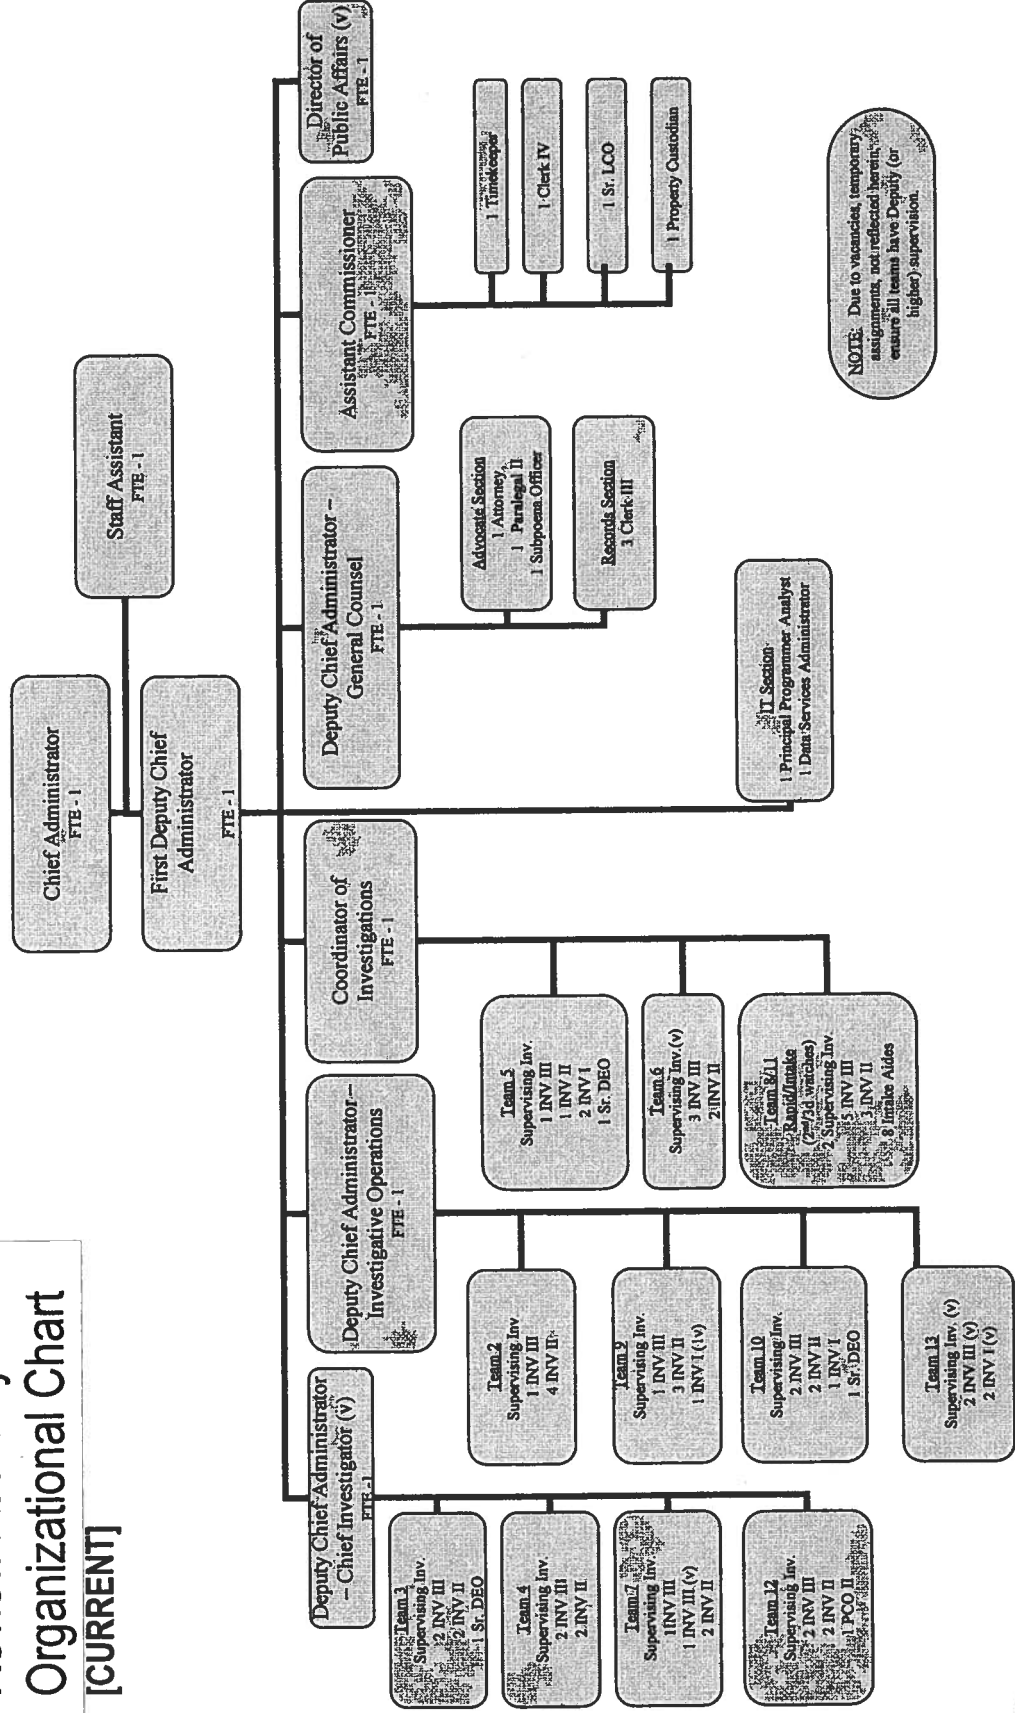 Organizational Chart
[CURRENT]
Chief Administrator
FTE - 1
Staff Assistant
FTE - 1
First Deputy Chief
Administrator
FTE - 1
Deputy Chief Administrator
– Chief Investigator (v)
FTE - 1
Deputy Chief Administrator–
Investigative Operations
FTE - 1
Coordinator of
Investigations
FTE - 1
Deputy Chief Administrator –
General Counsel
FTE - 1
Assistant Commissioner
FTE - 1
Director of
Public Affairs (v)
FTE - 1
Team 3
Supervising Inv.
2 INV III
2 INV II
1 Sr. DEO
Team 4
Supervising Inv.
2 INV III
2 INV II
Team 7
Supervising Inv.
1 INV III
1 INV III (v)
2 INV II
Team 12
Supervising Inv.
2 INV III
2 INV II
1 PCO II
Team 2
Supervising Inv.
1 INV III
4 INV II
Team 9
Supervising Inv.
1 INV III
3 INV II
1 INV I (1v)
Team 10
Supervising Inv.
2 INV III
2 INV II
1 INV I
1 Sr. DEO
Team 13
Supervising Inv. (v)
2 INV III (v)
2 INV I (v)
Team 5
Supervising Inv.
1 INV III
1 INV II
2 INV I
1 Sr. DEO
Team 6
Supervising Inv. (v)
3 INV III
2 INV II
Team 8/11
Rapid/Intake
(2nd/3d watches)
2 Supervising Inv.
5 INV III
3 INV II
8 Intake Aides
IT Section
1 Principal Programmer Analyst
1 Data Services Administrator
Advocate Section
1 Attorney
1 Paralegal II
1 Subpoena Officer
Records Section
3 Clerk III
1 Timekeeper
1 Clerk IV
1 Sr. LCO
1 Property Custodian
NOTE: Due to vacancies, temporary
assignments, not reflected herein,
ensure all teams have Deputy (or
higher) supervision.